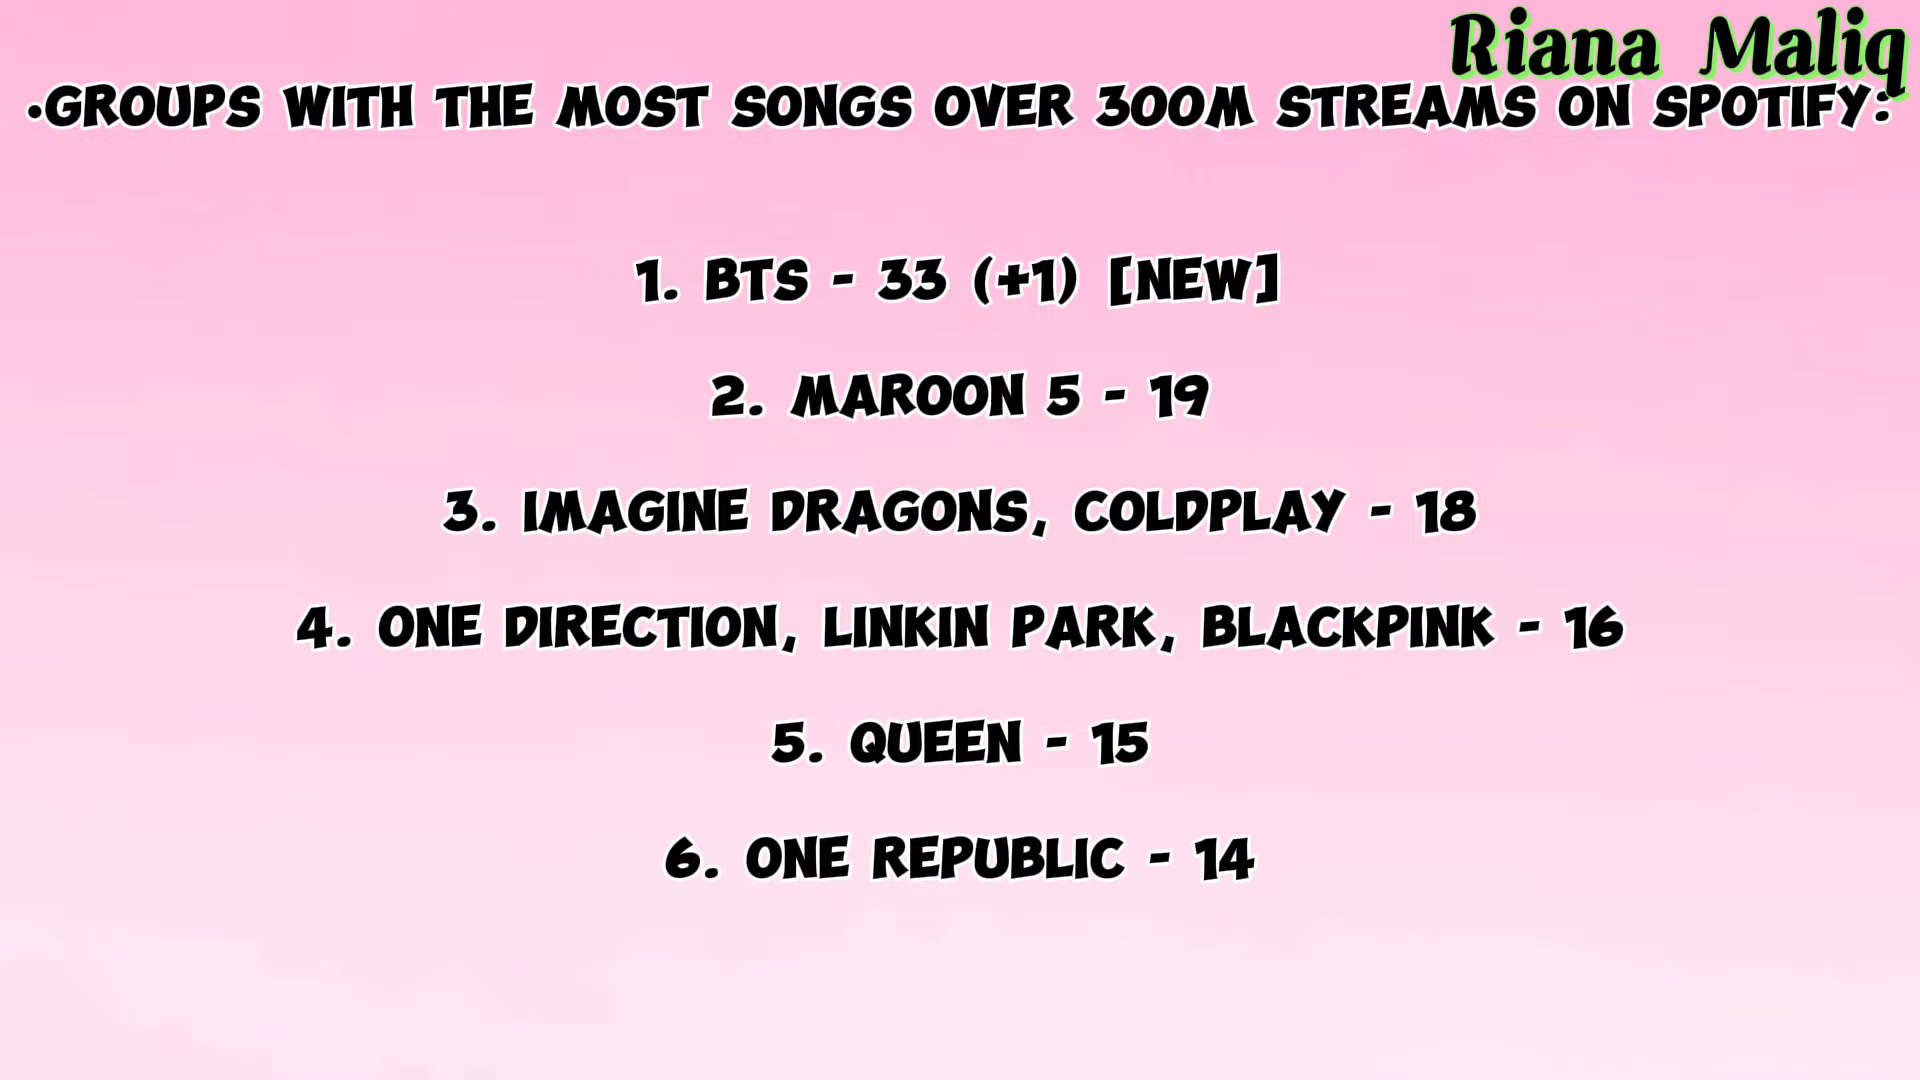 Riana Maliq
•GROUPS WITH THE MOST SONGS OVER 300M STREAMS ON SPOTIFY:
1. BTS - 33 (+1) [NEW]
2. MAROON 5 - 19
3. IMAGINE DRAGONS, COLDPLAY - 18
4. ONE DIRECTION, LINKIN PARK, BLACKPINK - 16
5. QUEEN - 15
6. ONE REPUBLIC - 14